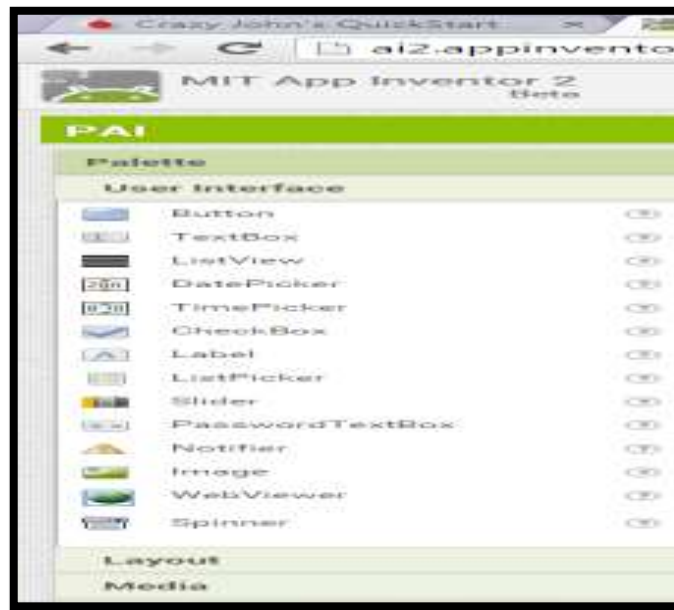 Crazy John's QuickStart
ai2.appinvento
MIT App Inventor 2
Beta
PAI
Palette
User Interface
Button
TextBox
ListView
DatePicker
TimePicker
CheckBox
Label
ListPicker
Slider
PasswordTextBox
Notifier
Image
WebViewer
Spinner
Layout
Media